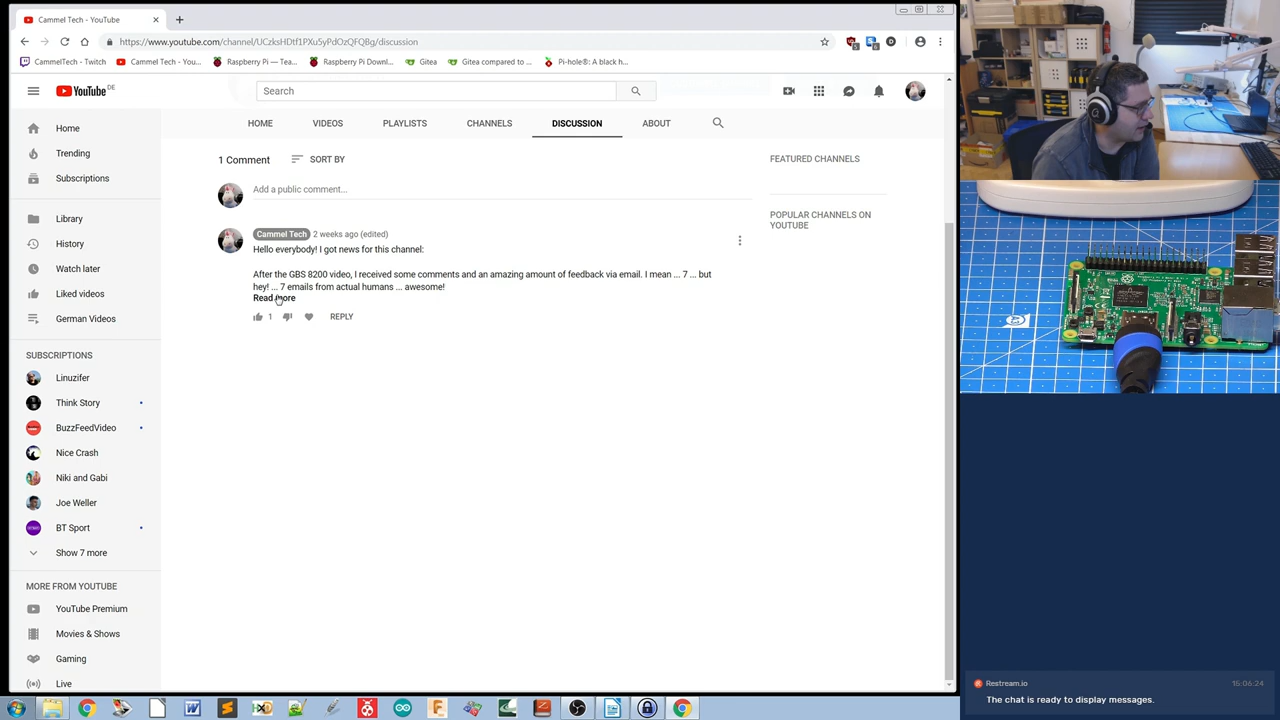 Cammel Tech - YouTube
https://www.youtube.com/channel/UCzksHDtf1PXu5yPdOzQFQBg/discussion
CammelTech - Twitch
Cammel Tech - You...
Raspberry Pi — Tea...
Raspberry Pi Downl...
Gitea
Gitea compared to ...
Pi-hole®: A black h...
YouTube DE
Search
HOME
VIDEOS
PLAYLISTS
CHANNELS
DISCUSSION
ABOUT
Home
Trending
Subscriptions
Library
History
Watch later
Liked videos
German Videos
SUBSCRIPTIONS
Linuzifer
Think Story
BuzzFeedVideo
Nice Crash
Niki and Gabi
Joe Weller
BT Sport
Show 7 more
MORE FROM YOUTUBE
YouTube Premium
Movies & Shows
Gaming
Live
1 Comment
SORT BY
Add a public comment...
Cammel Tech 2 weeks ago (edited)
Hello everybody! I got news for this channel:
After the GBS 8200 video, I received some comments and an amazing amount of feedback via email. I mean ... 7 ... but
hey! ... 7 emails from actual humans ... awesome!
Read more
1
REPLY
FEATURED CHANNELS
POPULAR CHANNELS ON
YOUTUBE
Restream.io
15:06:24
The chat is ready to display messages.